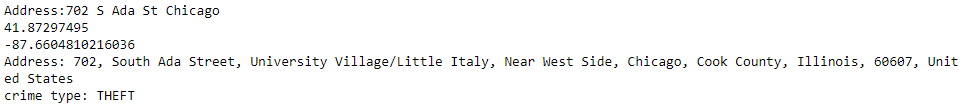 Address:702 S Ada St Chicago
41.87297495
-87.6604810216036
Address: 702, South Ada Street, University Village/Little Italy, Near West Side, Chicago, Cook County, Illinois, 60607, Unit
ed States
crime type: THEFT